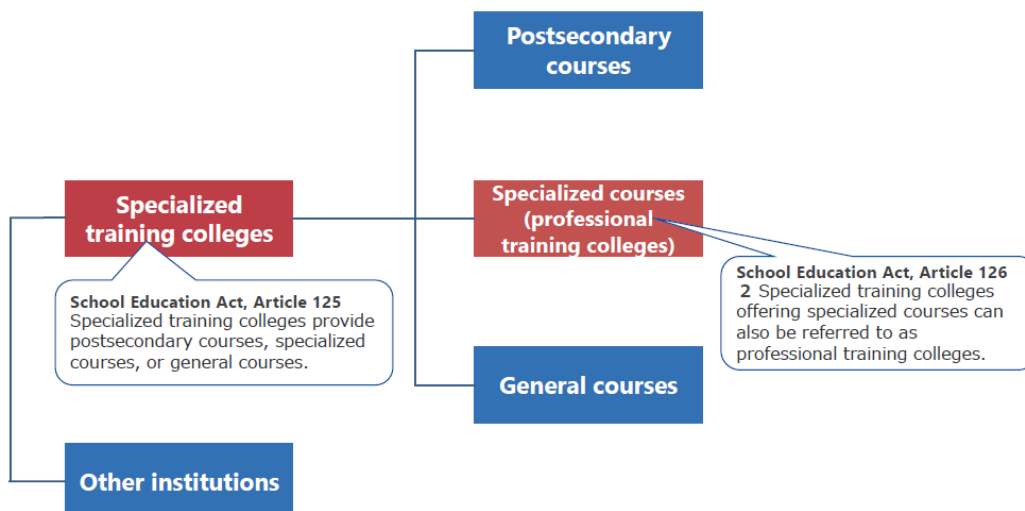 Postsecondary
courses
Specialized
training colleges
Specialized courses
(professional
training colleges)
School Education Act, Article 125
Specialized training colleges provide
postsecondary courses, specialized
courses, or general courses.
School Education Act, Article 126
2 Specialized training colleges
offering specialized courses can
also be referred to as
professional training colleges.
General courses
Other institutions